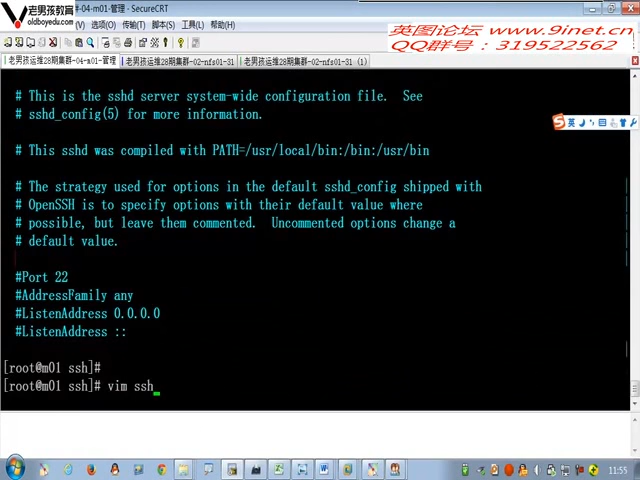 老男孩教育
oldboyedu.com
-04-m01-管理 - SecureCRT
选项(O) 传输(T) 脚本(S) 工具(L) 帮助(H)
英图论坛 www.9inet.cn
QQ群号：319522562
老男孩运维28期集群-04-m01-管理
老男孩运维28期集群-02-nfs01-31
老男孩运维28期集群-02-nfs01-31 (1)
# This is the sshd server system-wide configuration file.  See
# sshd_config(5) for more information.
英
# This sshd was compiled with PATH=/usr/local/bin:/bin:/usr/bin
# The strategy used for options in the default sshd_config shipped with
# OpenSSH is to specify options with their default value where
# possible, but leave them commented.  Uncommented options change a
# default value.
#Port 22
#AddressFamily any
#ListenAddress 0.0.0.0
#ListenAddress ::
[root@m01 ssh]#
[root@m01 ssh]# vim ssh
11:55